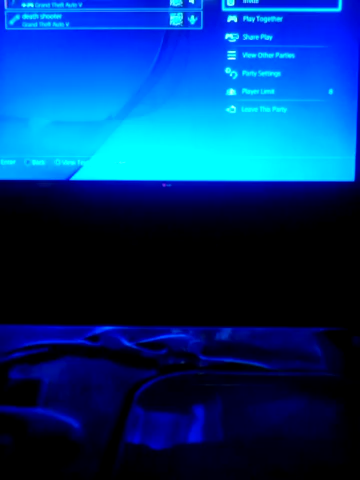 Invite
Grand Theft Auto V
death shooter
Grand Theft Auto V
Play Together
Share Play
View Other Parties
Party Settings
Player Limit 8
Leave This Party
Enter Back View